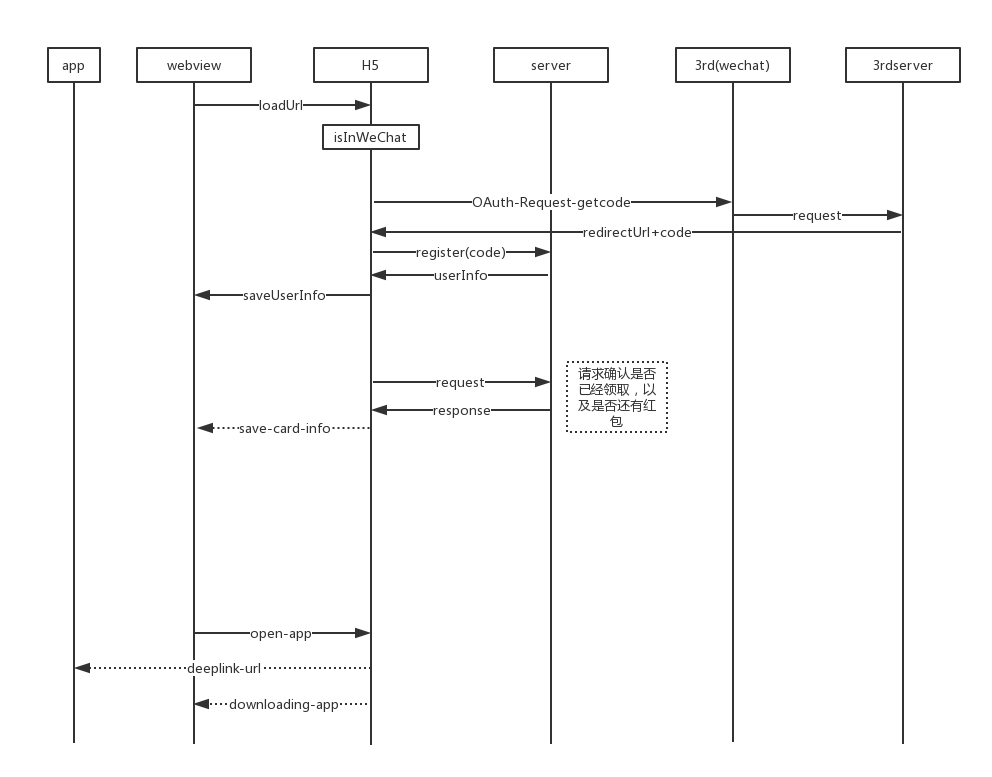 app
webview
H5
server
3rd(wechat)
3rdserver
loadUrl
isInWeChat
OAuth-Request-getcode
request
redirectUrl+code
register(code)
userInfo
saveUserInfo
请求确认是否
已经领取，以
及是否还有红
包
request
response
save-card-info
open-app
deeplink-url
downloading-app